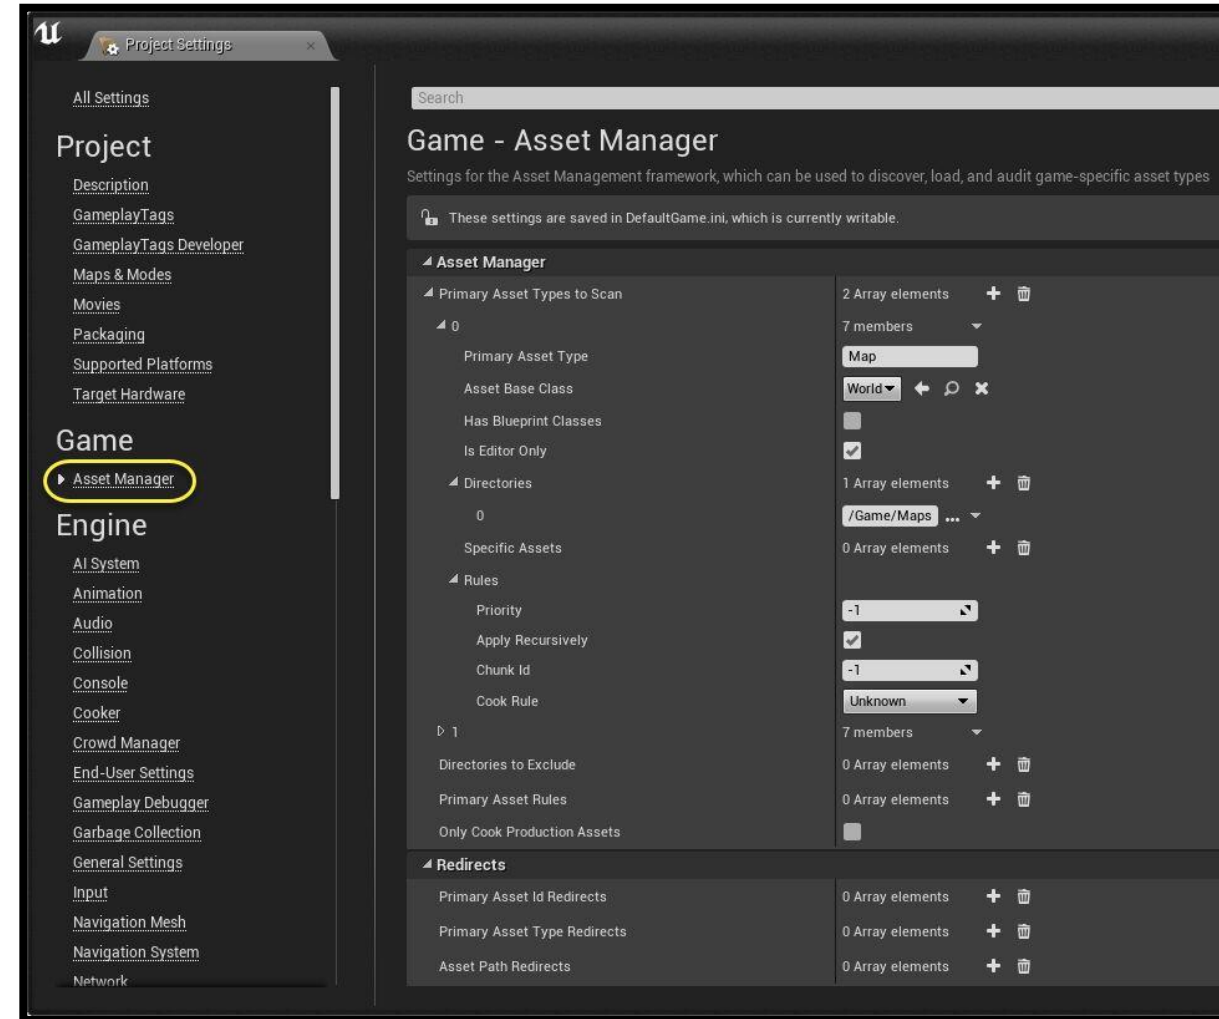 Project Settings
All Settings
Project
Description
GameplayTags
GameplayTags Developer
Maps & Modes
Movies
Packaging
Supported Platforms
Target Hardware
Game
Asset Manager
Engine
AI System
Animation
Audio
Collision
Console
Cooker
Crowd Manager
End-User Settings
Gameplay Debugger
Garbage Collection
General Settings
Input
Navigation Mesh
Navigation System
Network
Search
Game - Asset Manager
Settings for the Asset Management framework, which can be used to discover, load, and audit game-specific asset types
These settings are saved in DefaultGame.ini, which is currently writable.
Asset Manager
Primary Asset Types to Scan 2 Array elements
0 7 members
Primary Asset Type Map
Asset Base Class World
Has Blueprint Classes
Is Editor Only
Directories 1 Array elements
0 /Game/Maps ...
Specific Assets 0 Array elements
Rules
Priority -1
Apply Recursively
Chunk Id -1
Cook Rule Unknown
1 7 members
Directories to Exclude 0 Array elements
Primary Asset Rules 0 Array elements
Only Cook Production Assets
Redirects
Primary Asset Id Redirects 0 Array elements
Primary Asset Type Redirects 0 Array elements
Asset Path Redirects 0 Array elements